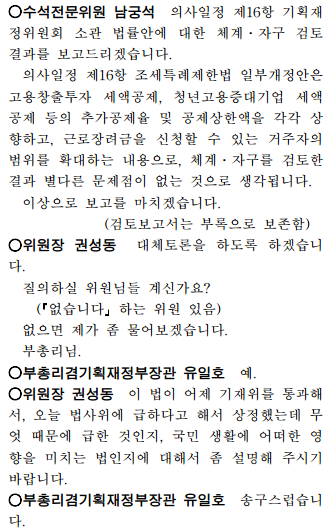 ◯수석전문위원 남궁석 의사일정 제16항 기획재
정위원회 소관 법률안에 대한 체계·자구 검토
결과를 보고드리겠습니다.
의사일정 제16항 조세특례제한법 일부개정안은
고용창출투자 세액공제, 청년고용증대기업 세액
공제 등의 추가공제율 및 공제상한액을 각각 상
향하고, 근로장려금을 신청할 수 있는 거주자의
범위를 확대하는 내용으로, 체계·자구를 검토한
결과 별다른 문제점이 없는 것으로 생각됩니다.
이상으로 보고를 마치겠습니다.
(검토보고서는 부록으로 보존함)
◯위원장 권성동 대체토론을 하도록 하겠습니
다.
질의하실 위원님들 계신가요?
(『없습니다』 하는 위원 있음)
없으면 제가 좀 물어보겠습니다.
부총리님.
◯부총리겸기획재정부장관 유일호 예.
◯위원장 권성동 이 법이 어제 기재위를 통과해
서, 오늘 법사위에 급하다고 해서 상정했는데 무
엇 때문에 급한 것인지, 국민 생활에 어떠한 영
향을 미치는 법인지에 대해서 좀 설명해 주시기
바랍니다.
◯부총리겸기획재정부장관 유일호 송구스럽습니
다.